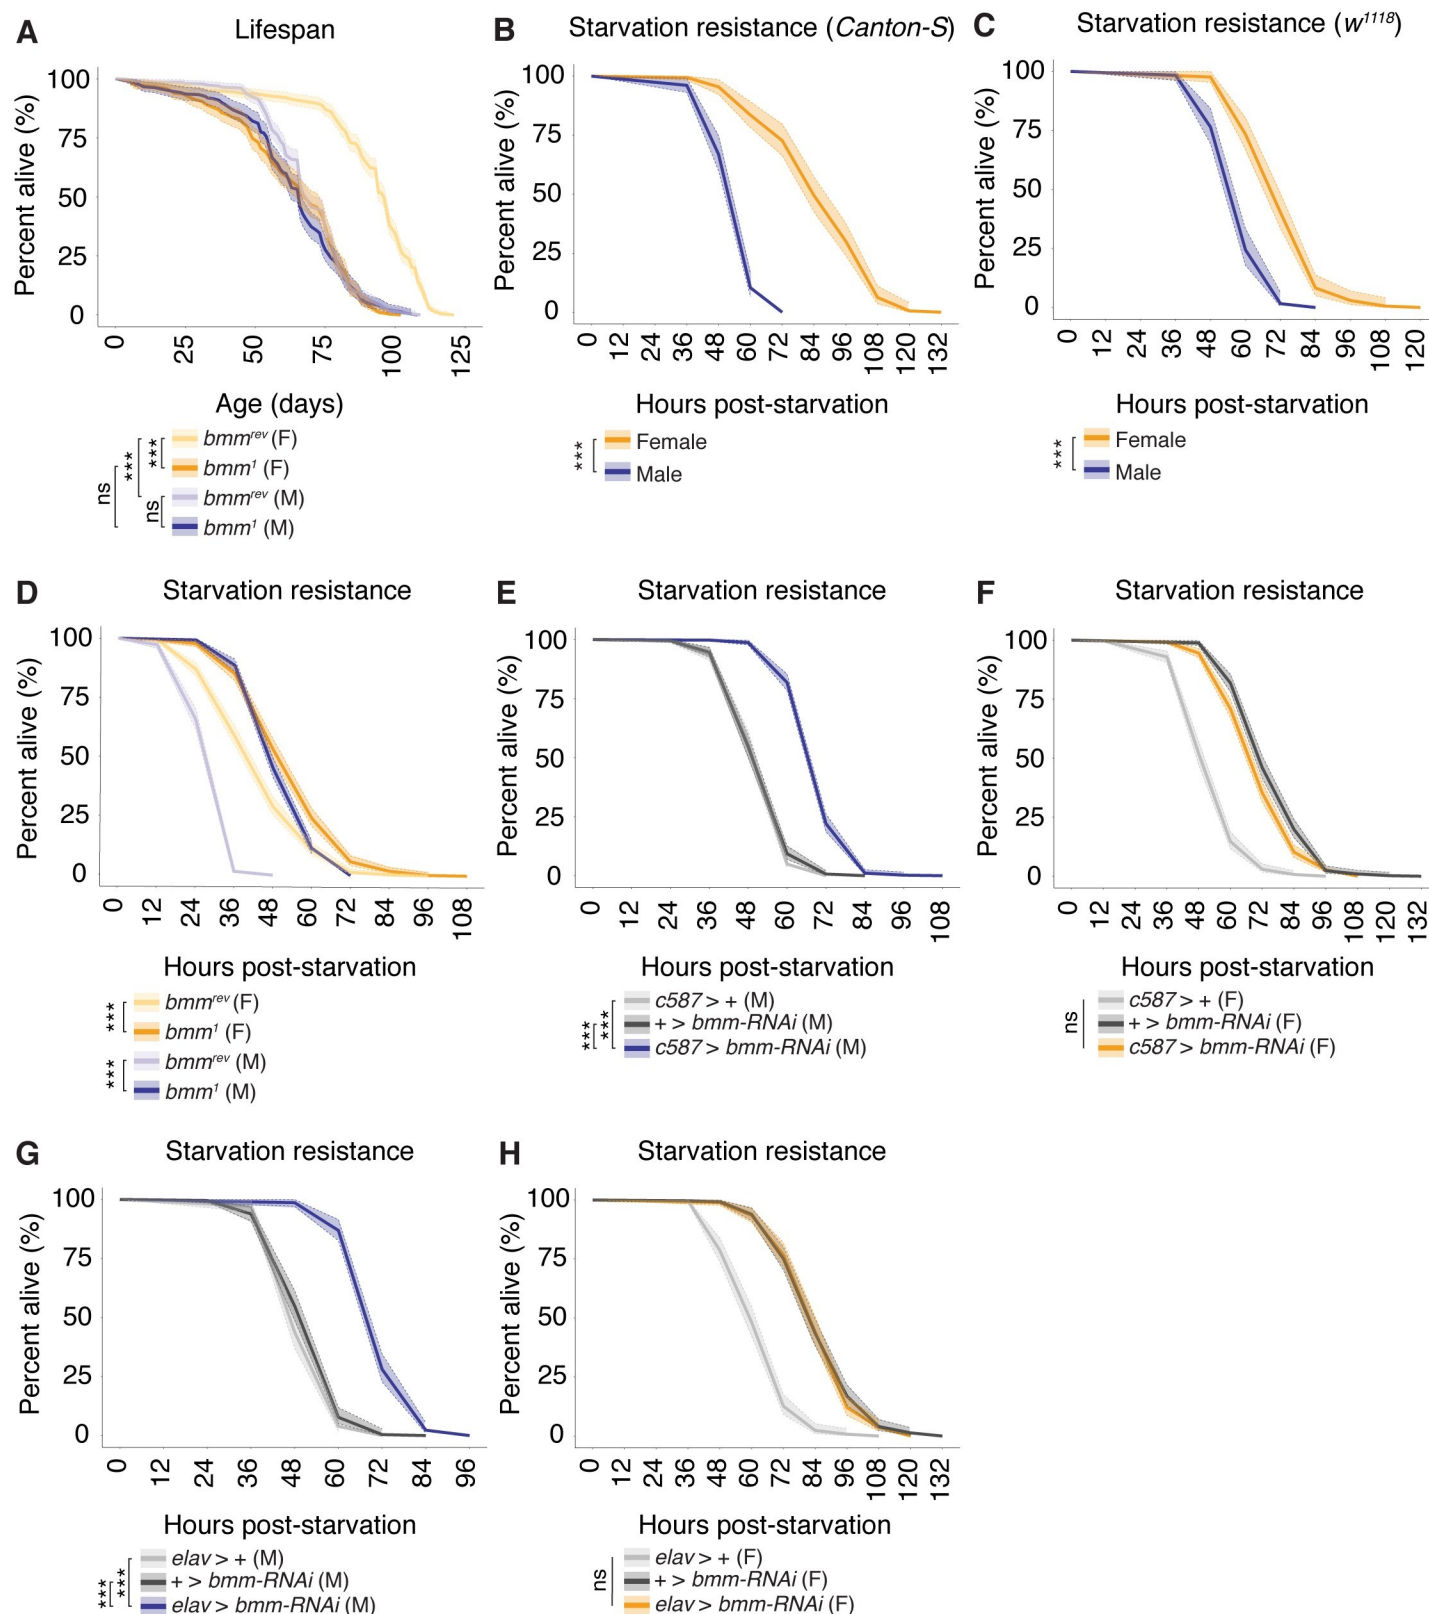 A
Lifespan
Percent alive (%)
100
75
50
25
0
0
25
50
75
100
125
Age (days)
bmm^rev (F)
bmm^1 (F)
bmm^rev (M)
bmm^1 (M)
***
***
ns
ns
B
Starvation resistance (Canton-S)
Percent alive (%)
100
75
50
25
0
0
12
24
36
48
60
72
84
96
108
120
132
Hours post-starvation
Female
Male
***
C
Starvation resistance (w^1118)
Percent alive (%)
100
75
50
25
0
0
12
24
36
48
60
72
84
96
108
120
Hours post-starvation
Female
Male
***
D
Starvation resistance
Percent alive (%)
100
75
50
25
0
0
12
24
36
48
60
72
84
96
108
Hours post-starvation
bmm^rev (F)
bmm^1 (F)
bmm^rev (M)
bmm^1 (M)
***
***
E
Starvation resistance
Percent alive (%)
100
75
50
25
0
0
12
24
36
48
60
72
84
96
108
Hours post-starvation
c587 > + (M)
+ > bmm-RNAi (M)
c587 > bmm-RNAi (M)
***
***
F
Starvation resistance
Percent alive (%)
100
75
50
25
0
0
12
24
36
48
60
72
84
96
108
120
132
Hours post-starvation
c587 > + (F)
+ > bmm-RNAi (F)
c587 > bmm-RNAi (F)
ns
G
Starvation resistance
Percent alive (%)
100
75
50
25
0
0
12
24
36
48
60
72
84
96
Hours post-starvation
elav > + (M)
+ > bmm-RNAi (M)
elav > bmm-RNAi (M)
***
***
H
Starvation resistance
Percent alive (%)
100
75
50
25
0
0
12
24
36
48
60
72
84
96
108
120
132
Hours post-starvation
elav > + (F)
+ > bmm-RNAi (F)
elav > bmm-RNAi (F)
ns